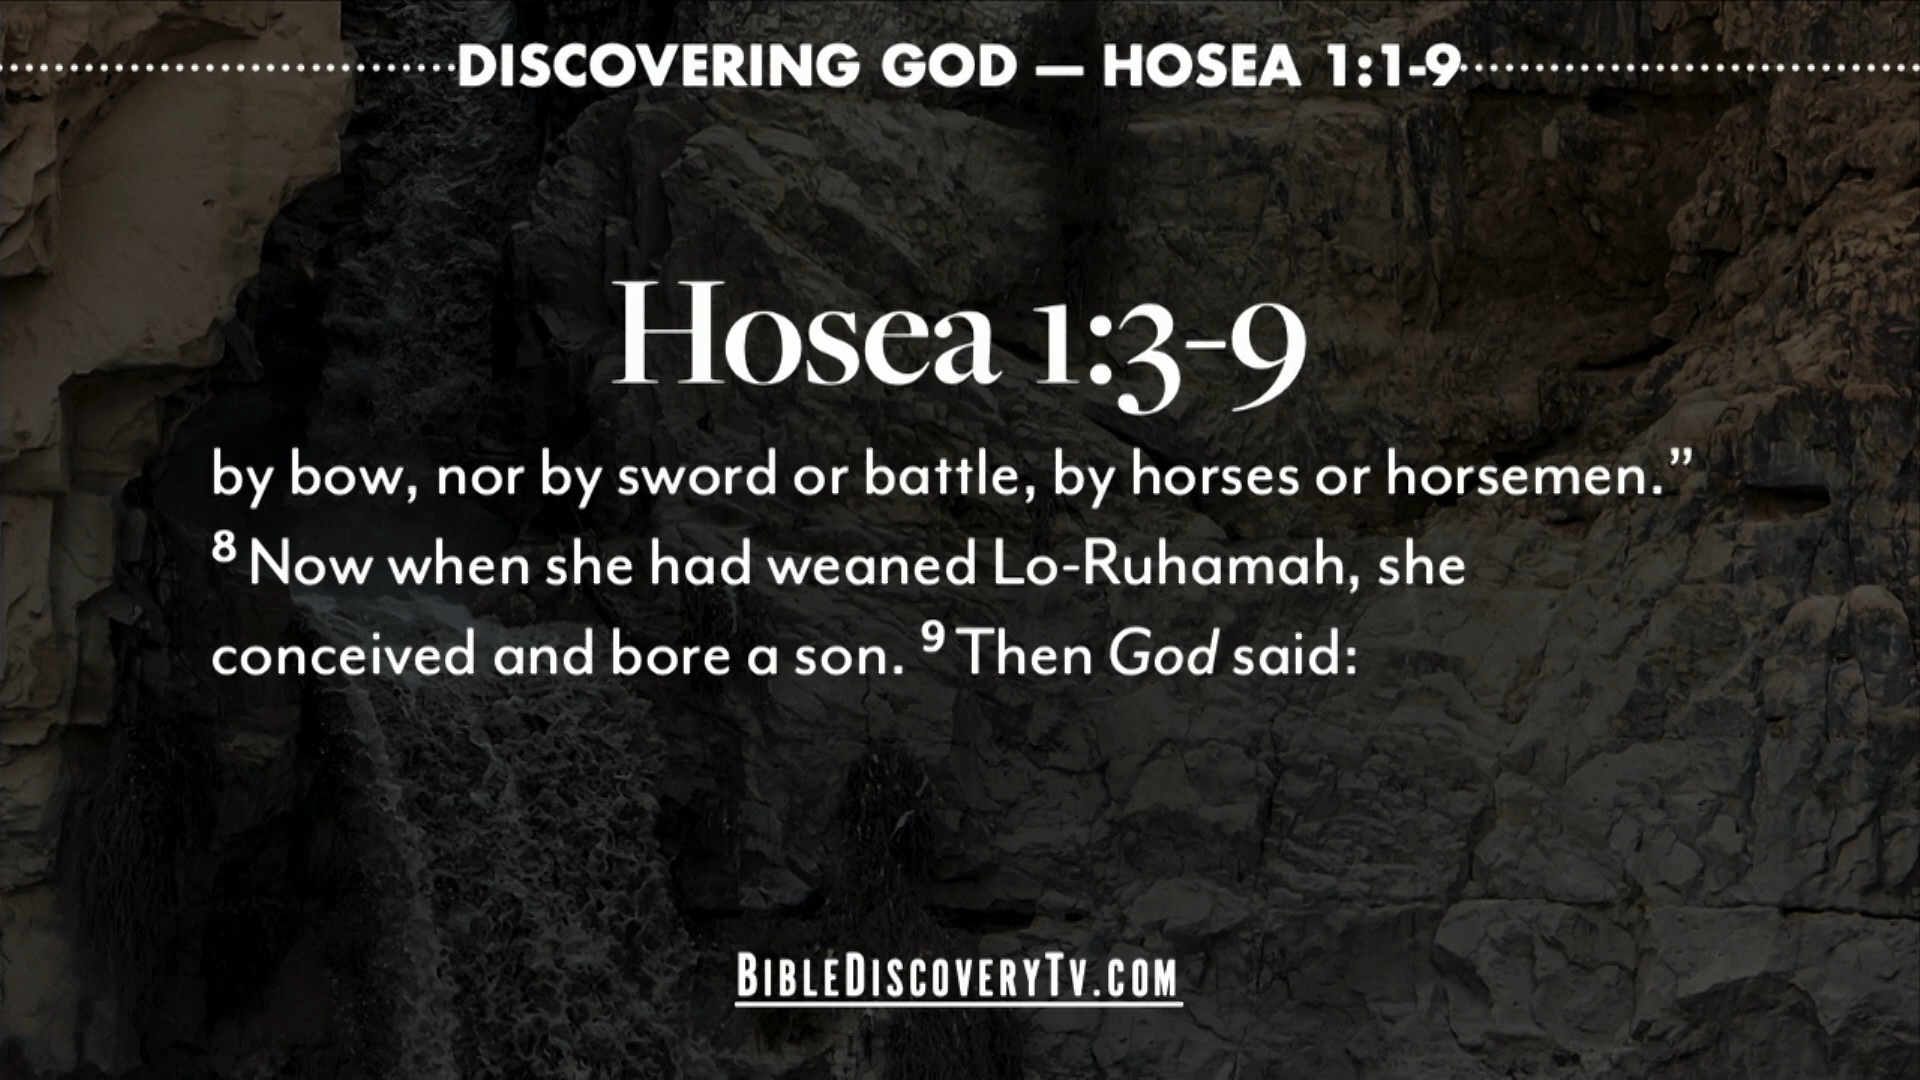 DISCOVERING GOD — HOSEA 1:1-9
Hosea 1:3-9
by bow, nor by sword or battle, by horses or horsemen.”
8 Now when she had weaned Lo-Ruhamah, she
conceived and bore a son. 9 Then God said:
BIBLEDISCOVERYTV.COM